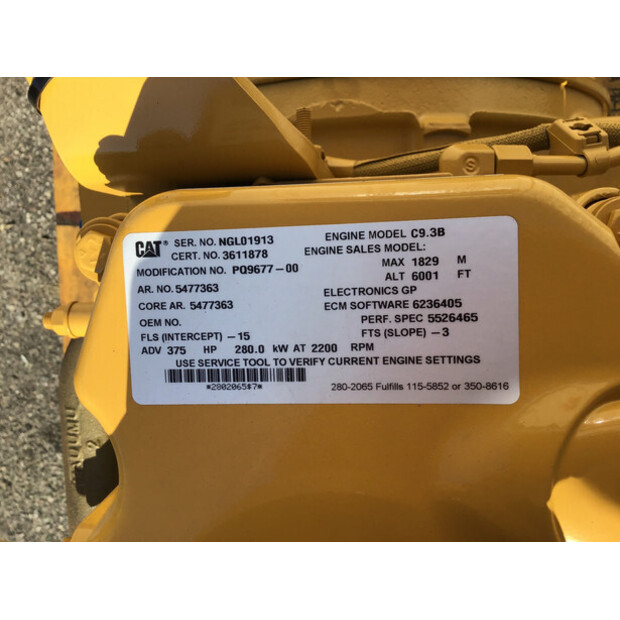 CAT® SER. NO. NGL01913 ENGINE MODEL C9.3B
CERT. NO. 3611878 ENGINE SALES MODEL:
MODIFICATION NO. PQ9677-00 MAX 1829 M
AR. NO. 5477363 ALT 6001 FT
CORE AR. 5477363 ELECTRONICS GP
OEM NO. ECM SOFTWARE 6236405
PERF. SPEC 5526465
FLS (INTERCEPT) -15 FTS (SLOPE) -3
ADV 375 HP 280.0 kW AT 2200 RPM
USE SERVICE TOOL TO VERIFY CURRENT ENGINE SETTINGS
*2802065$7* 280-2065 Fulfills 115-5852 or 350-8616